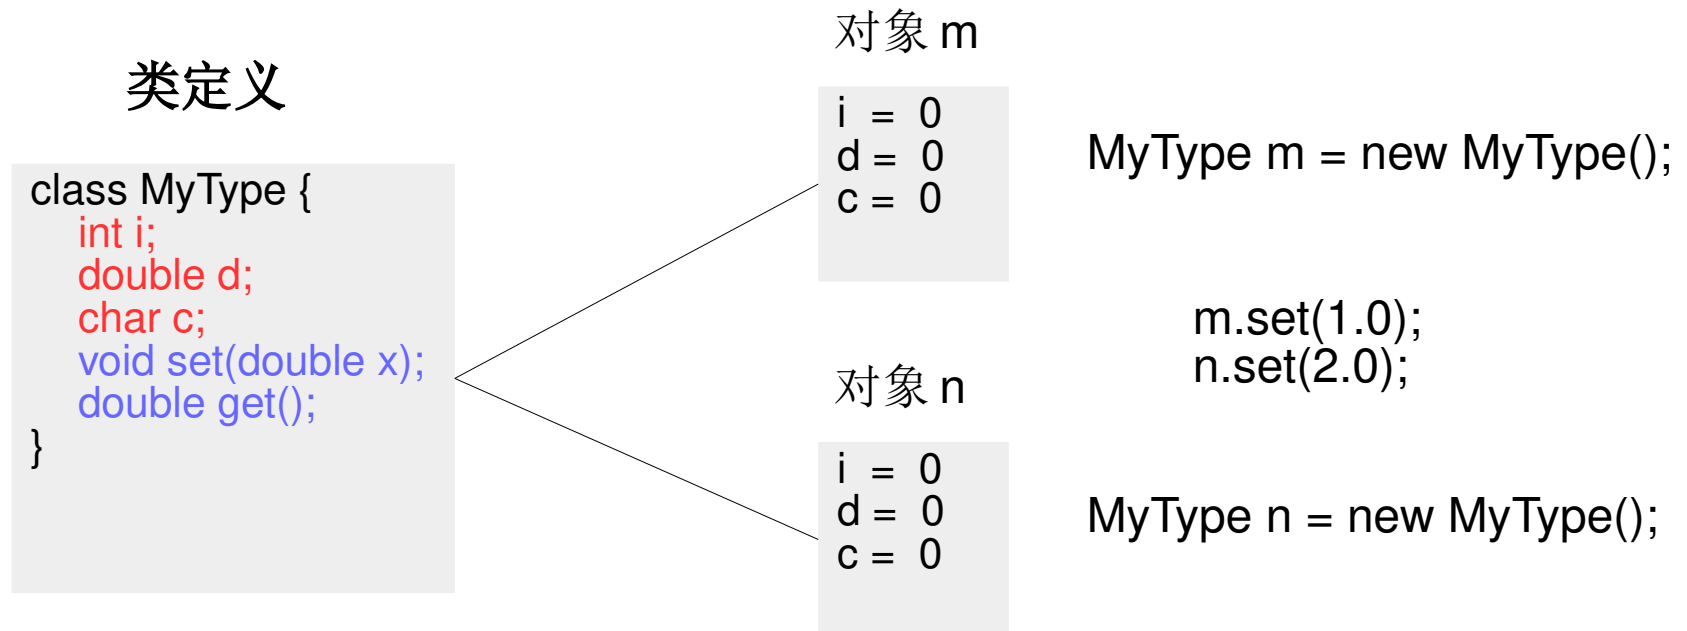 类定义
class MyType {
int i;
double d;
char c;
void set(double x);
double get();
}
对象 m
i = 0
d = 0
c = 0
MyType m = new MyType();
m.set(1.0);
n.set(2.0);
对象 n
i = 0
d = 0
c = 0
MyType n = new MyType();